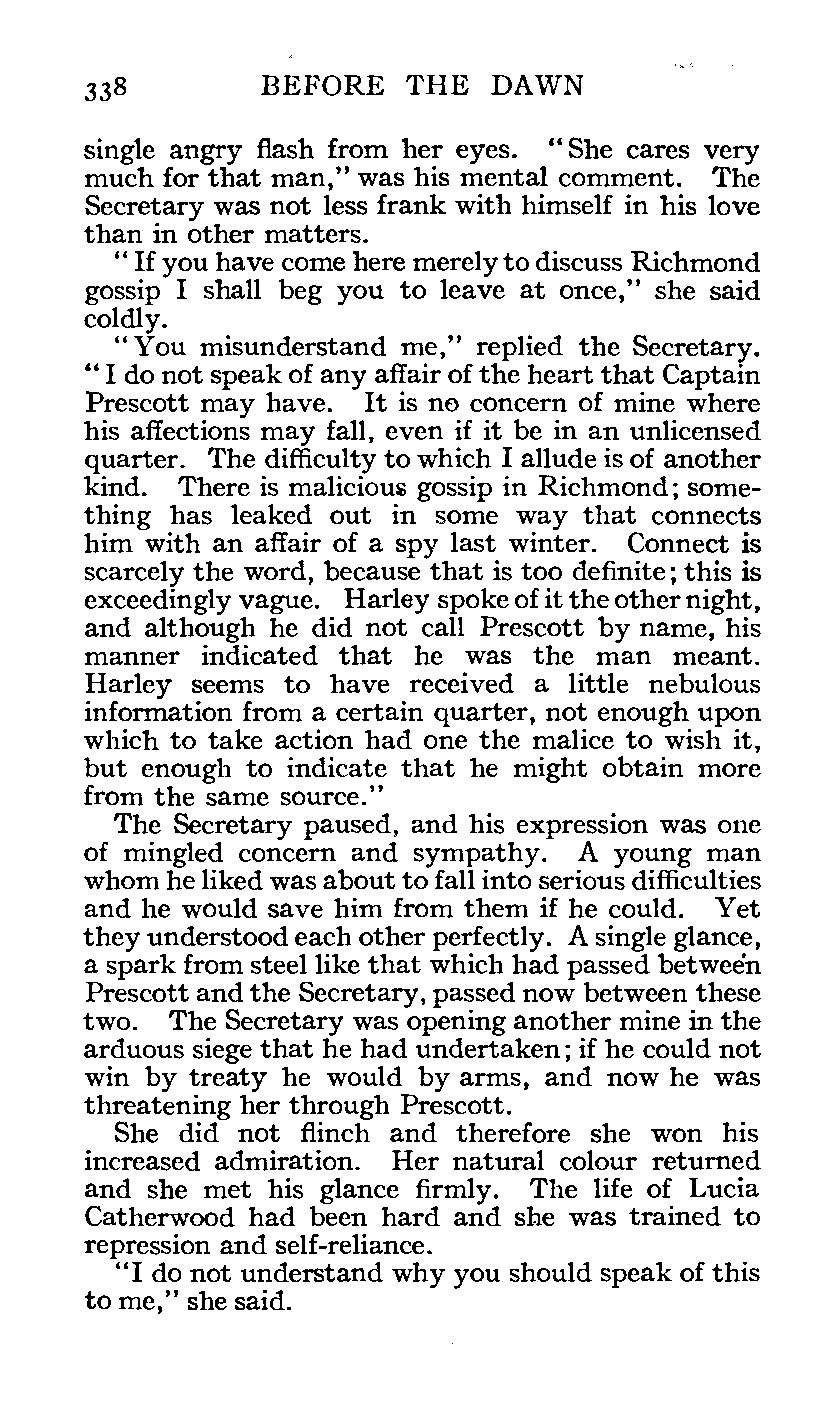 338 BEFORE THE DAWN
single angry flash from her eyes. "She cares very
much for that man," was his mental comment. The
Secretary was not less frank with himself in his love
than in other matters.
"If you have come here merely to discuss Richmond
gossip I shall beg you to leave at once," she said
coldly.
"You misunderstand me," replied the Secretary.
"I do not speak of any affair of the heart that Captain
Prescott may have. It is no concern of mine where
his affections may fall, even if it be in an unlicensed
quarter. The difficulty to which I allude is of another
kind. There is malicious gossip in Richmond; some-
thing has leaked out in some way that connects
him with an affair of a spy last winter. Connect is
scarcely the word, because that is too definite; this is
exceedingly vague. Harley spoke of it the other night,
and although he did not call Prescott by name, his
manner indicated that he was the man meant.
Harley seems to have received a little nebulous
information from a certain quarter, not enough upon
which to take action had one the malice to wish it,
but enough to indicate that he might obtain more
from the same source."
The Secretary paused, and his expression was one
of mingled concern and sympathy. A young man
whom he liked was about to fall into serious difficulties
and he would save him from them if he could. Yet
they understood each other perfectly. A single glance,
a spark from steel like that which had passed between
Prescott and the Secretary, passed now between these
two. The Secretary was opening another mine in the
arduous siege that he had undertaken; if he could not
win by treaty he would by arms, and now he was
threatening her through Prescott.
She did not flinch and therefore she won his
increased admiration. Her natural colour returned
and she met his glance firmly. The life of Lucia
Catherwood had been hard and she was trained to
repression and self-reliance.
"I do not understand why you should speak of this
to me," she said.